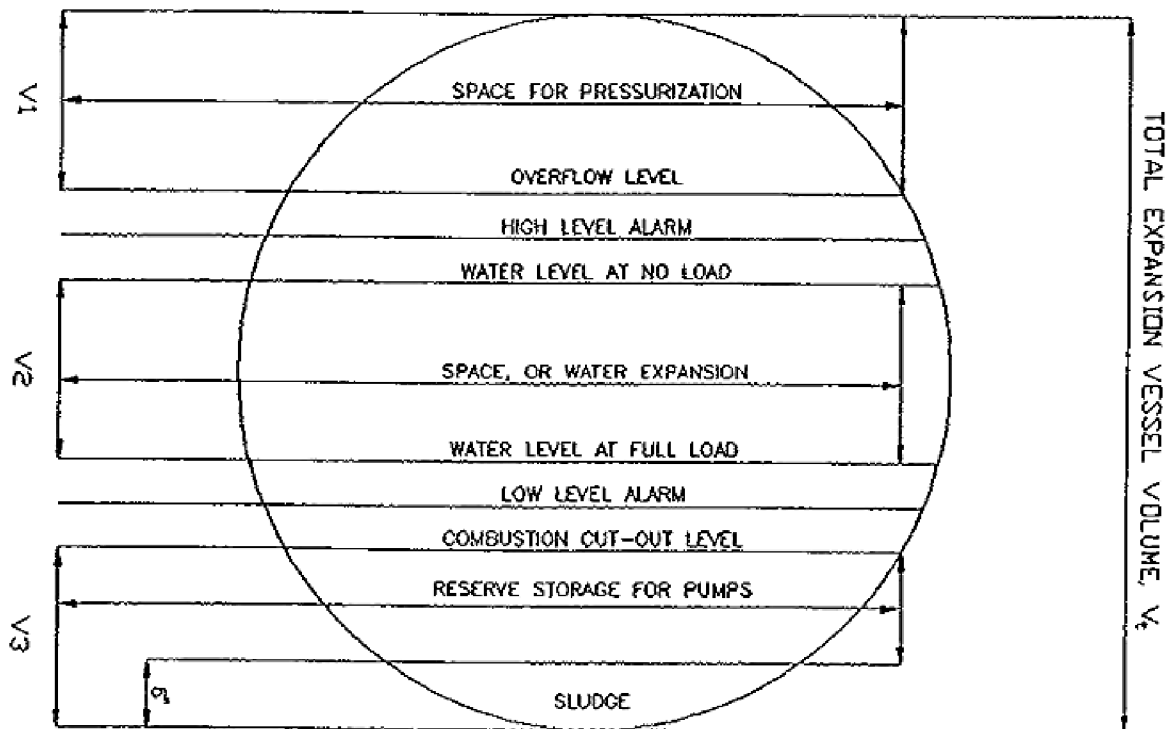 V1
SPACE FOR PRESSURIZATION
OVERFLOW LEVEL
HIGH LEVEL ALARM
WATER LEVEL AT NO LOAD
V2
SPACE, OR WATER EXPANSION
WATER LEVEL AT FULL LOAD
LOW LEVEL ALARM
COMBUSTION CUT-OUT LEVEL
RESERVE STORAGE FOR PUMPS
V3
SLUDGE
TOTAL EXPANSION VESSEL VOLUME, Vt